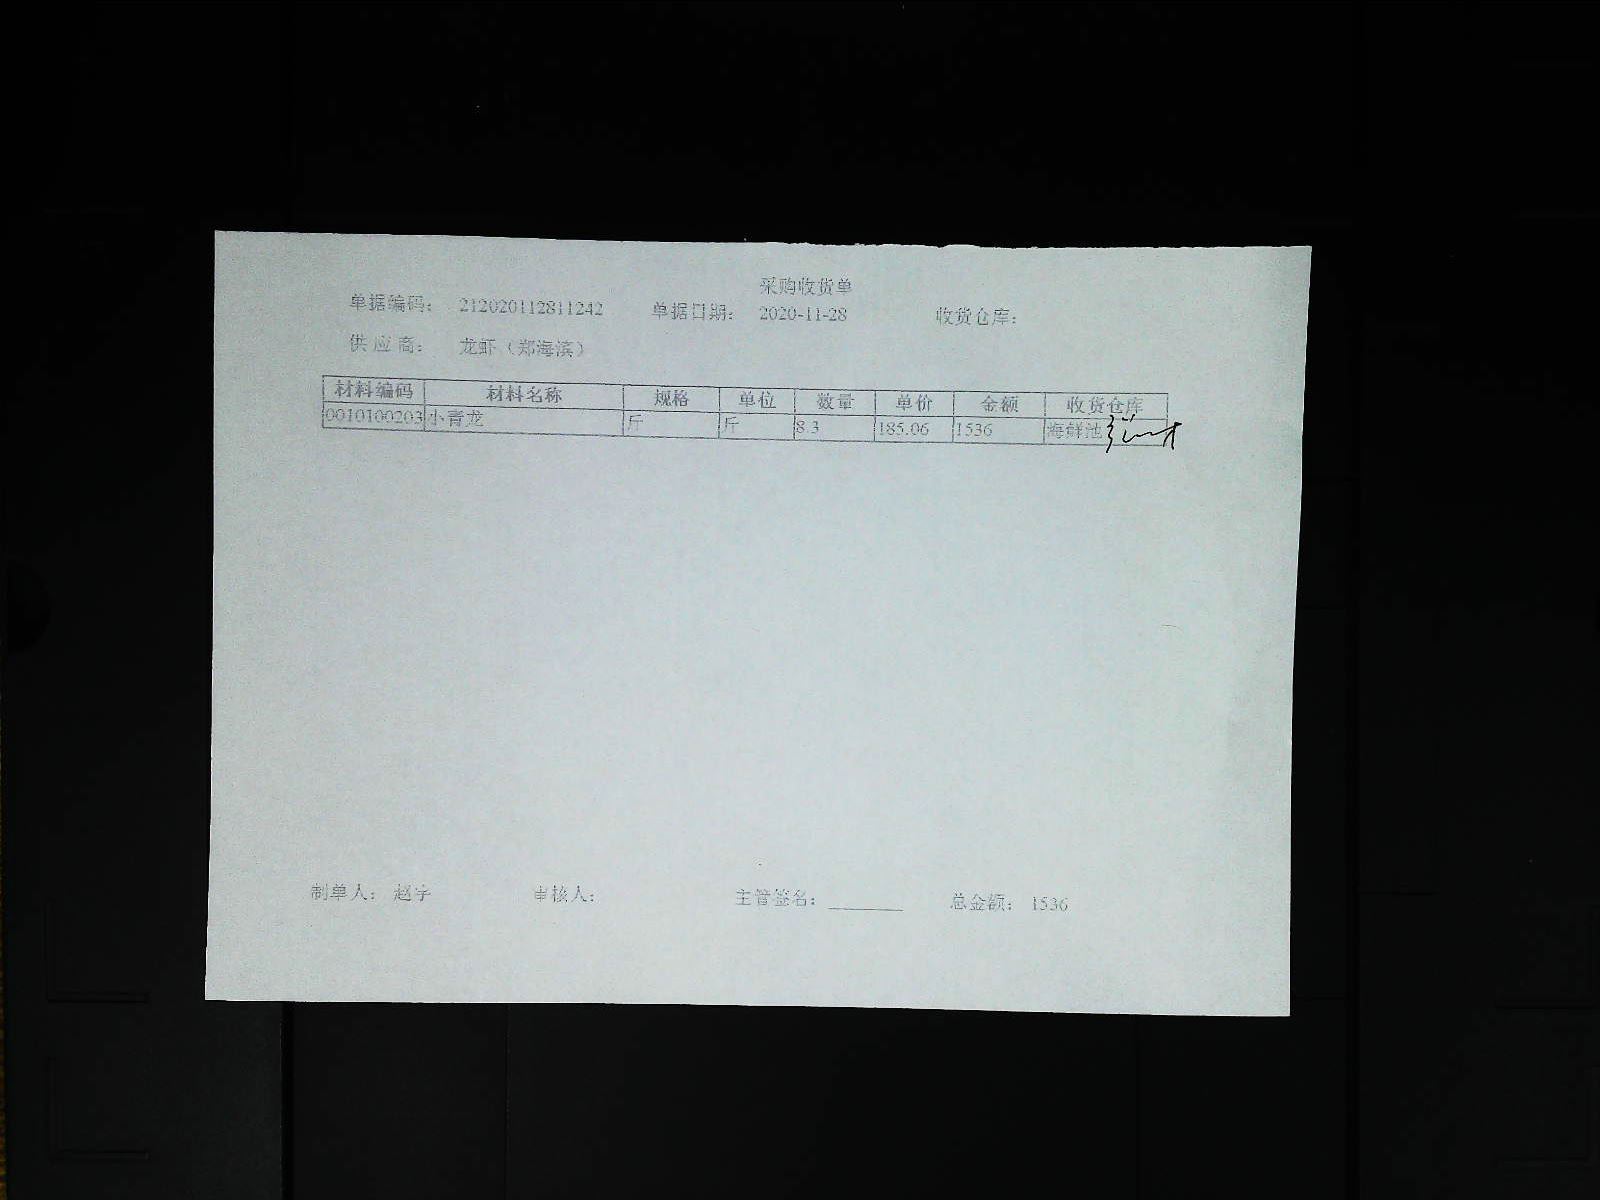 采购收货单
单据编码： 212020112811242 单据日期： 2020-11-28 收货仓库：
供 应 商： 龙虾（郑海滨）
材料编码 材料名称 规格 单位 数量 单价 金额 收货仓库
0010100203 小青龙 斤 斤 8.3 185.06 1536 海鲜池
制单人： 赵宇 审核人： 主管签名： 总金额： 1536